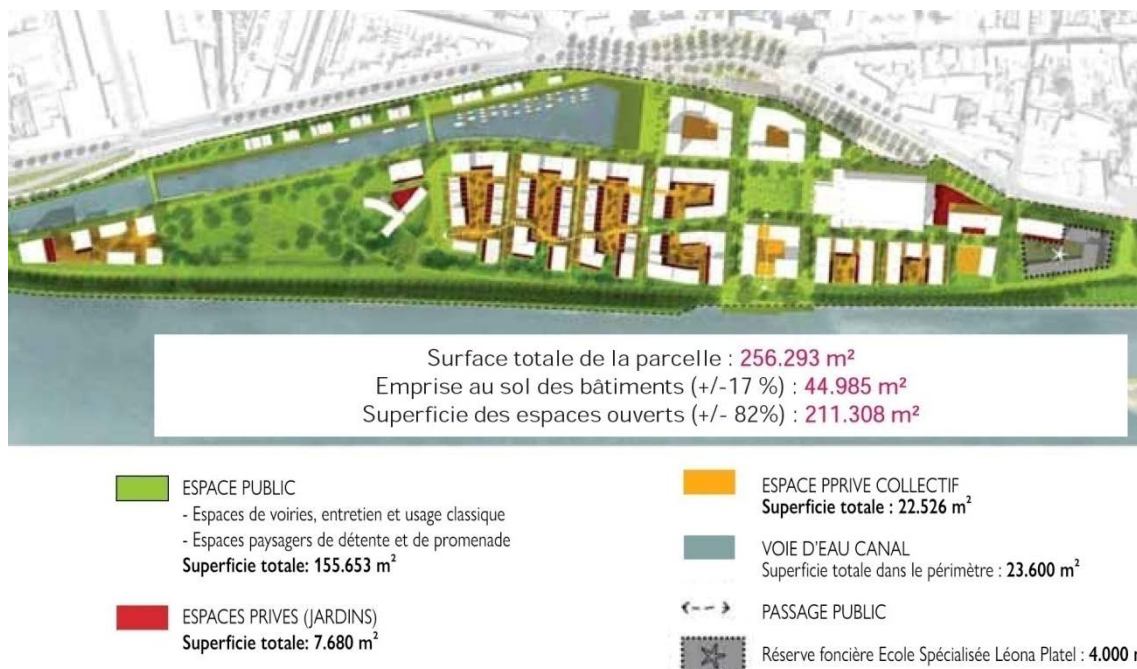 Surface totale de la parcelle : 256.293 m²
Emprise au sol des bâtiments (+/-17 %) : 44.985 m²
Superficie des espaces ouverts (+/- 82%) : 211.308 m²
ESPACE PUBLIC
- Espaces de voiries, entretien et usage classique
- Espaces paysagers de détente et de promenade
Superficie totale: 155.653 m²
ESPACES PRIVES (JARDINS)
Superficie totale: 7.680 m²
ESPACE PPRIVE COLLECTIF
Superficie totale : 22.526 m²
VOIE D'EAU CANAL
Superficie totale dans le périmètre : 23.600 m²
PASSAGE PUBLIC
Réserve foncière Ecole Spécialisée Léona Platel : 4.000 m